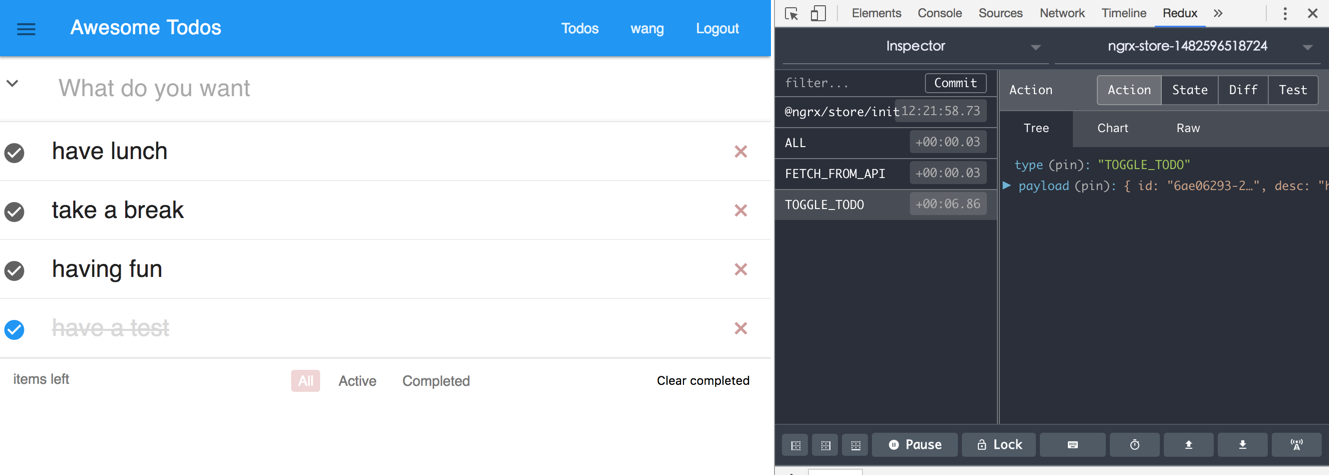 Awesome Todos
Todos wang Logout
What do you want
have lunch
take a break
having fun
have a test
items left All Active Completed Clear completed
Elements Console Sources Network Timeline Redux
Inspector ngrx-store-1482596518724
filter... Commit
@ngrx/store/init 12:21:58.73
ALL +00:00.03
FETCH_FROM_API +00:00.03
TOGGLE_TODO +00:06.86
Action Action State Diff Test
Tree Chart Raw
type (pin): "TOGGLE_TODO"
payload (pin): { id: "6ae06293-2…", desc: "h
Pause Lock